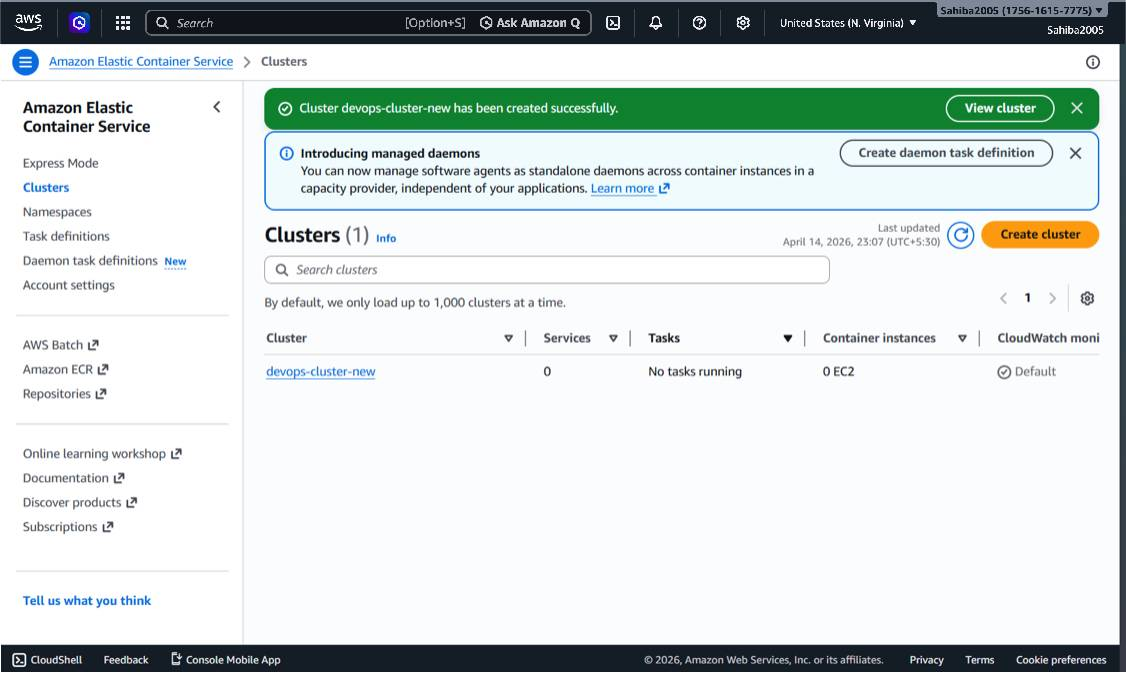 aws
Search [Option+S] Ask Amazon Q
United States (N. Virginia) ▼
Sahiba2005 (1756-1615-7775) ▼
Sahiba2005
Amazon Elastic Container Service > Clusters
Amazon Elastic
Container Service
Express Mode
Clusters
Namespaces
Task definitions
Daemon task definitions New
Account settings
AWS Batch
Amazon ECR
Repositories
Online learning workshop
Documentation
Discover products
Subscriptions
Tell us what you think
Cluster devops-cluster-new has been created successfully.
View cluster
Introducing managed daemons
You can now manage software agents as standalone daemons across container instances in a
capacity provider, independent of your applications. Learn more
Create daemon task definition
Clusters (1) Info
Last updated
April 14, 2026, 23:07 (UTC+5:30)
Create cluster
Search clusters
By default, we only load up to 1,000 clusters at a time.
1
Cluster Services Tasks Container instances CloudWatch moni
devops-cluster-new 0 No tasks running 0 EC2 Default
CloudShell Feedback Console Mobile App
© 2026, Amazon Web Services, Inc. or its affiliates. Privacy Terms Cookie preferences